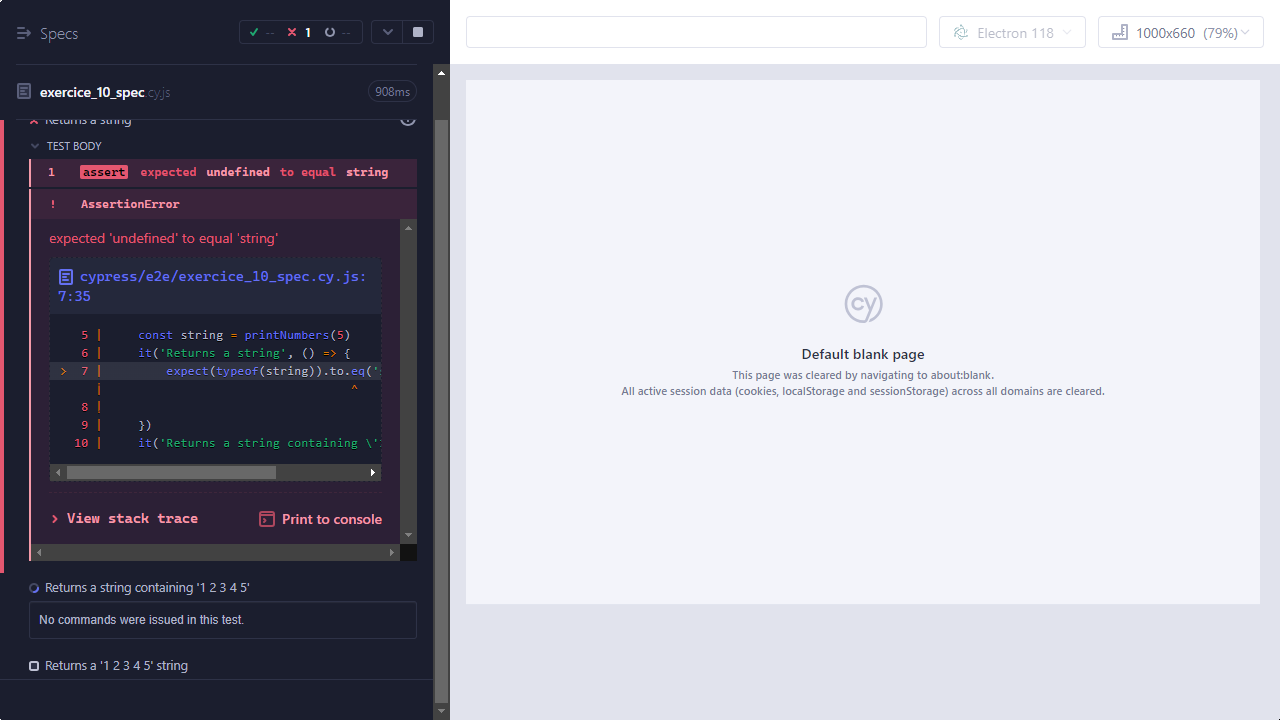 Specs
-- 1 --
Electron 118
1000x660 (79%)
exercice_10_spec.cy.js
908ms
Returns a string
TEST BODY
1 assert expected undefined to equal string
! AssertionError
expected 'undefined' to equal 'string'
cypress/e2e/exercice_10_spec.cy.js:
7:35
5 | const string = printNumbers(5)
6 | it('Returns a string', () => {
> 7 | expect(typeof(string)).to.eq('
| ^
8 |
9 | })
10 | it('Returns a string containing \'
View stack trace
Print to console
Returns a string containing '1 2 3 4 5'
No commands were issued in this test.
Returns a '1 2 3 4 5' string
cy
Default blank page
This page was cleared by navigating to about:blank.
All active session data (cookies, localStorage and sessionStorage) across all domains are cleared.